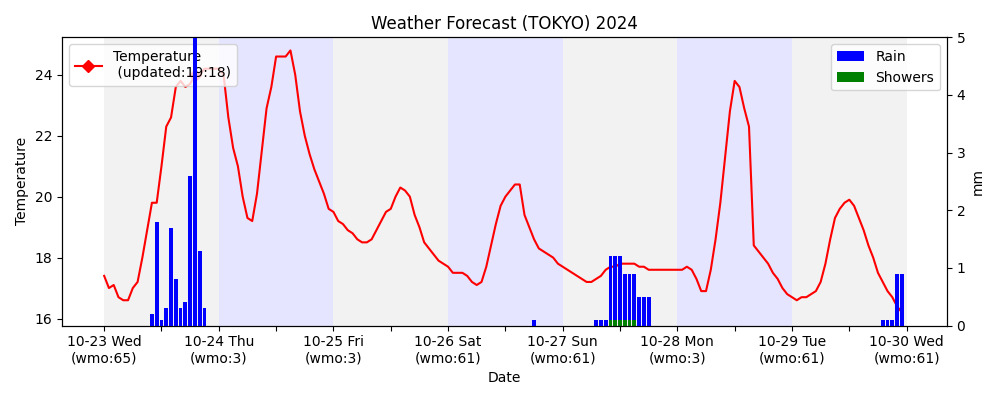 Weather Forecast (TOKYO) 2024
Temperature
(updated:19:18)
Rain
Showers
24
22
20
18
16
Temperature
5
4
3
2
1
0
mm
10-23 Wed
(wmo:65)
10-24 Thu
(wmo:3)
10-25 Fri
(wmo:3)
10-26 Sat
(wmo:61)
10-27 Sun
(wmo:61)
10-28 Mon
(wmo:3)
10-29 Tue
(wmo:61)
10-30 Wed
(wmo:61)
Date